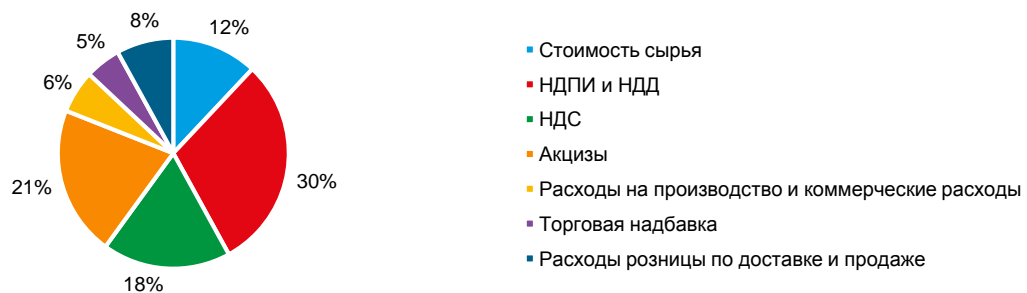 8%
12%
5%
6%
21%
30%
18%
Стоимость сырья
НДПИ и НДД
НДС
Акцизы
Расходы на производство и коммерческие расходы
Торговая надбавка
Расходы розницы по доставке и продаже